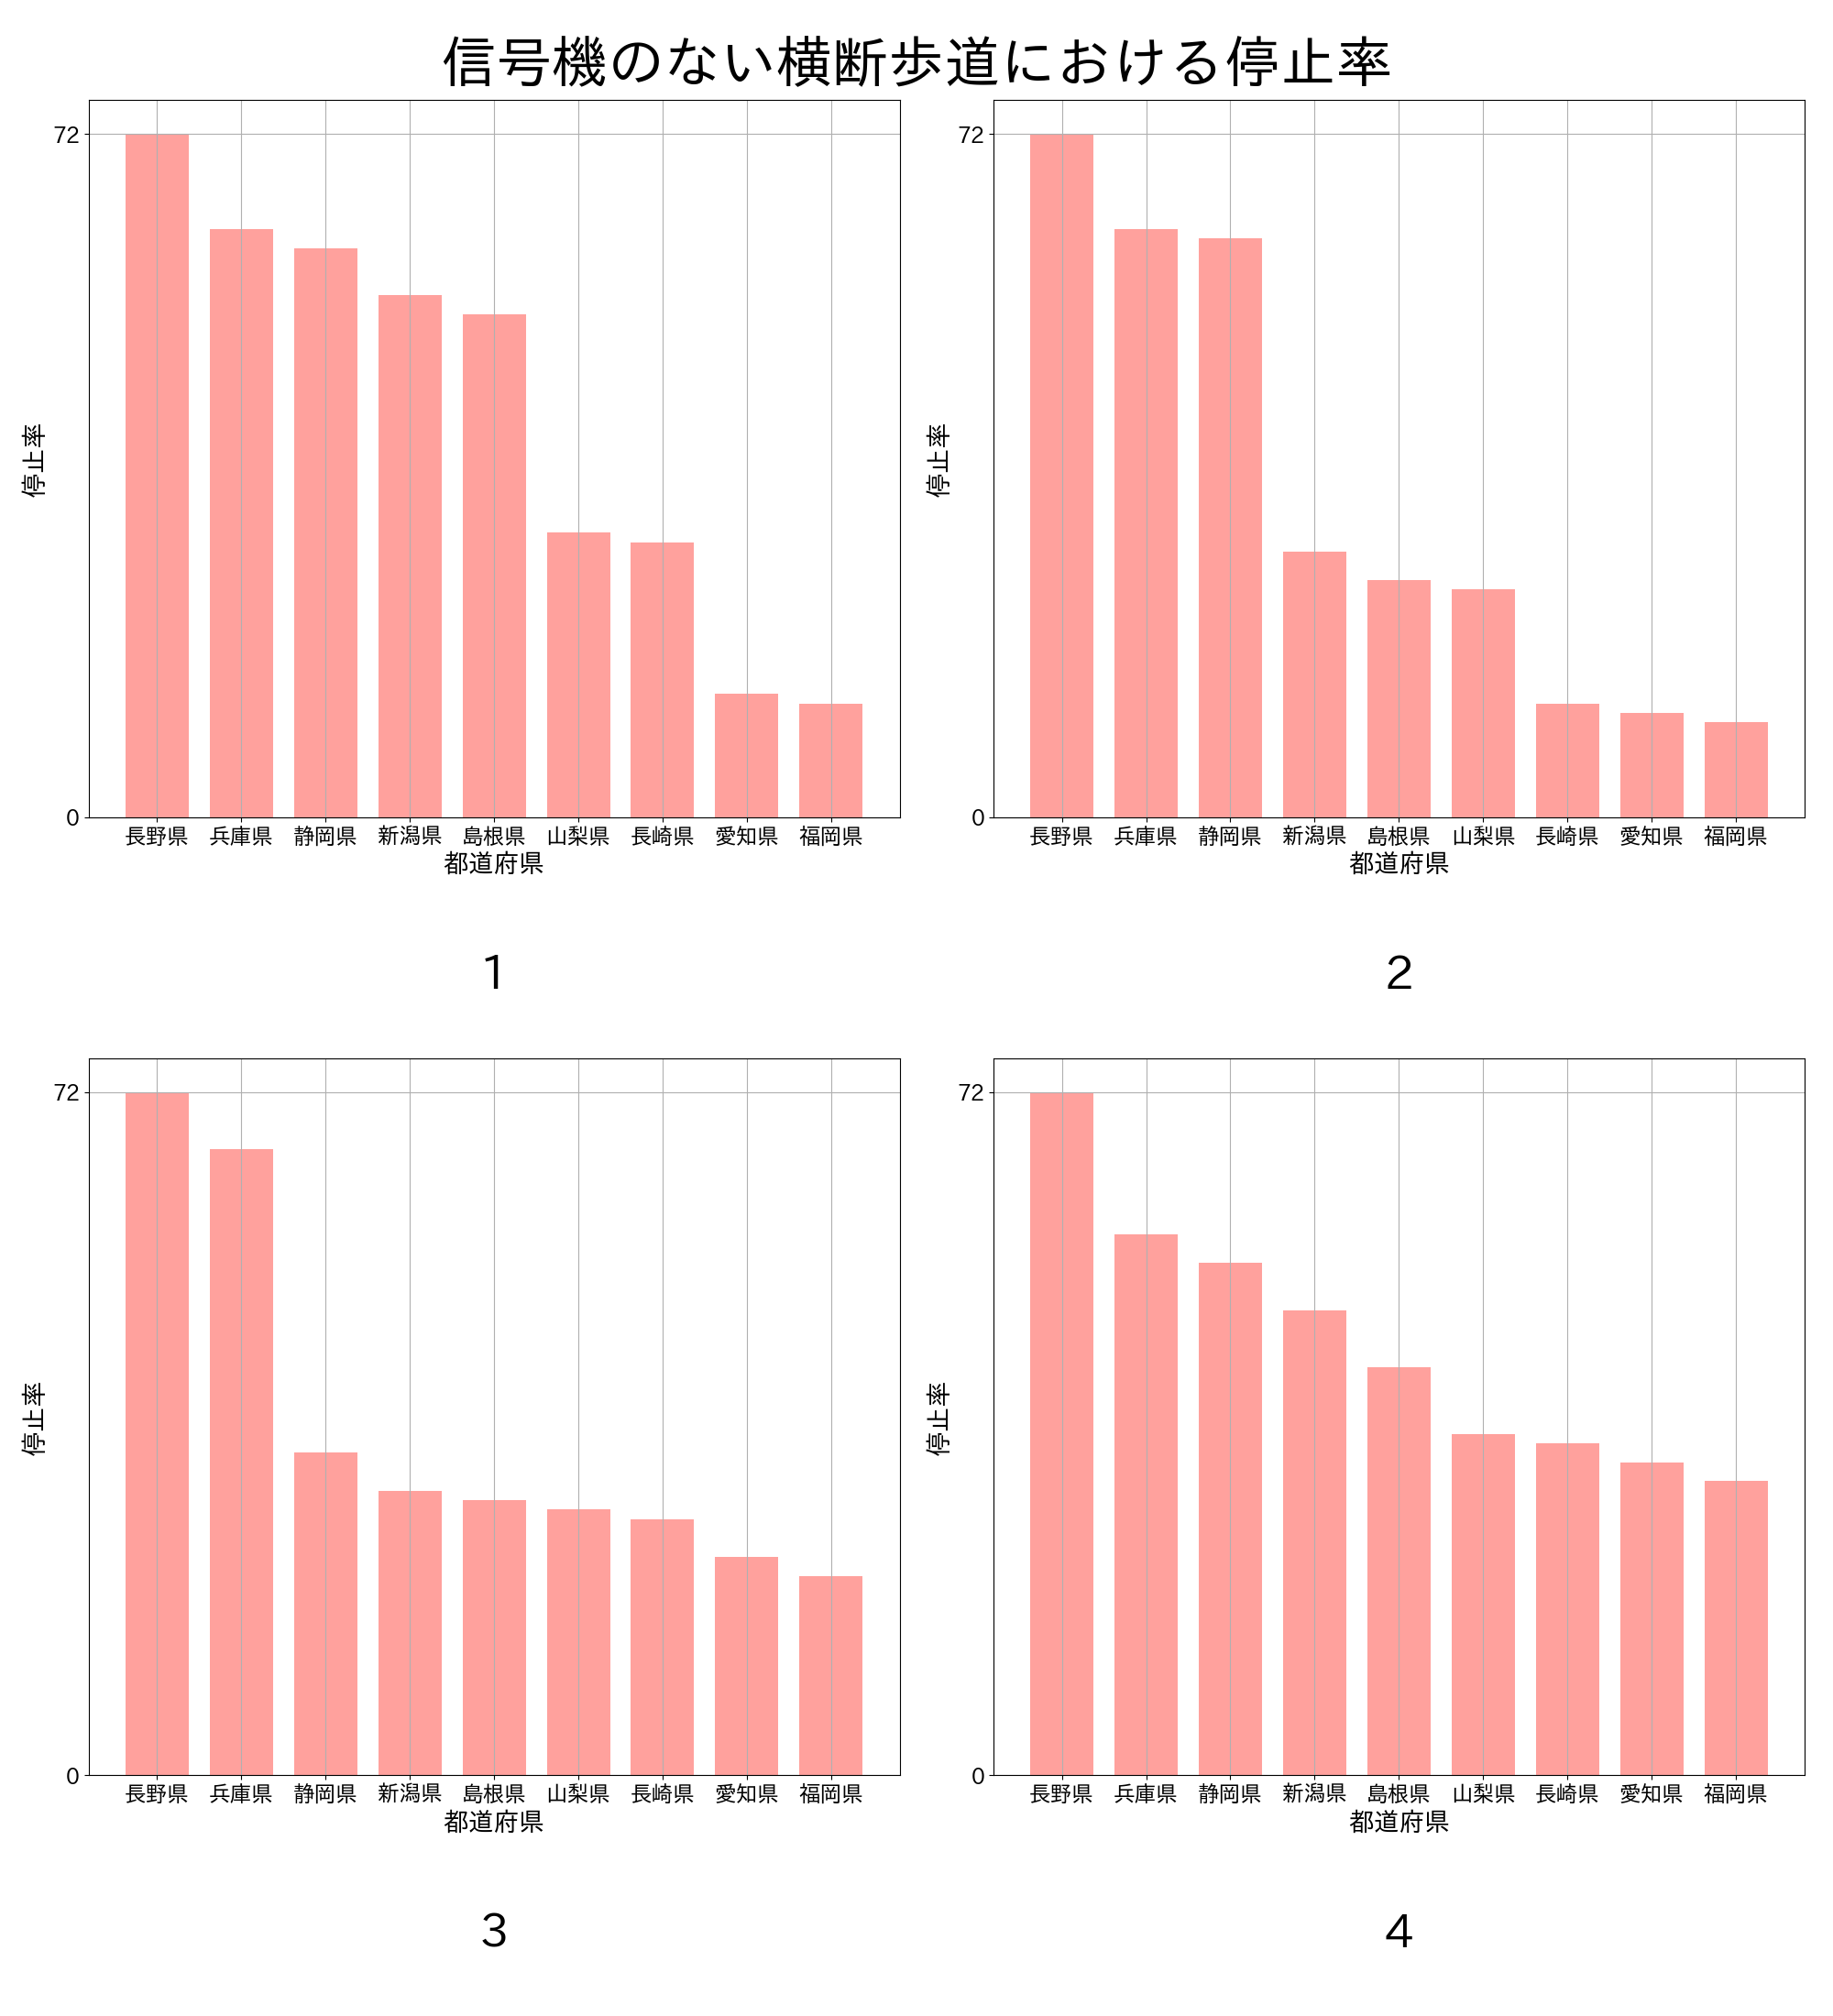 信号機のない横断歩道における停止率
72
停止率
0
長野県 兵庫県 静岡県 新潟県 島根県 山梨県 長崎県 愛知県 福岡県
都道府県
1
72
停止率
0
長野県 兵庫県 静岡県 新潟県 島根県 山梨県 長崎県 愛知県 福岡県
都道府県
2
72
停止率
0
長野県 兵庫県 静岡県 新潟県 島根県 山梨県 長崎県 愛知県 福岡県
都道府県
3
72
停止率
0
長野県 兵庫県 静岡県 新潟県 島根県 山梨県 長崎県 愛知県 福岡県
都道府県
4